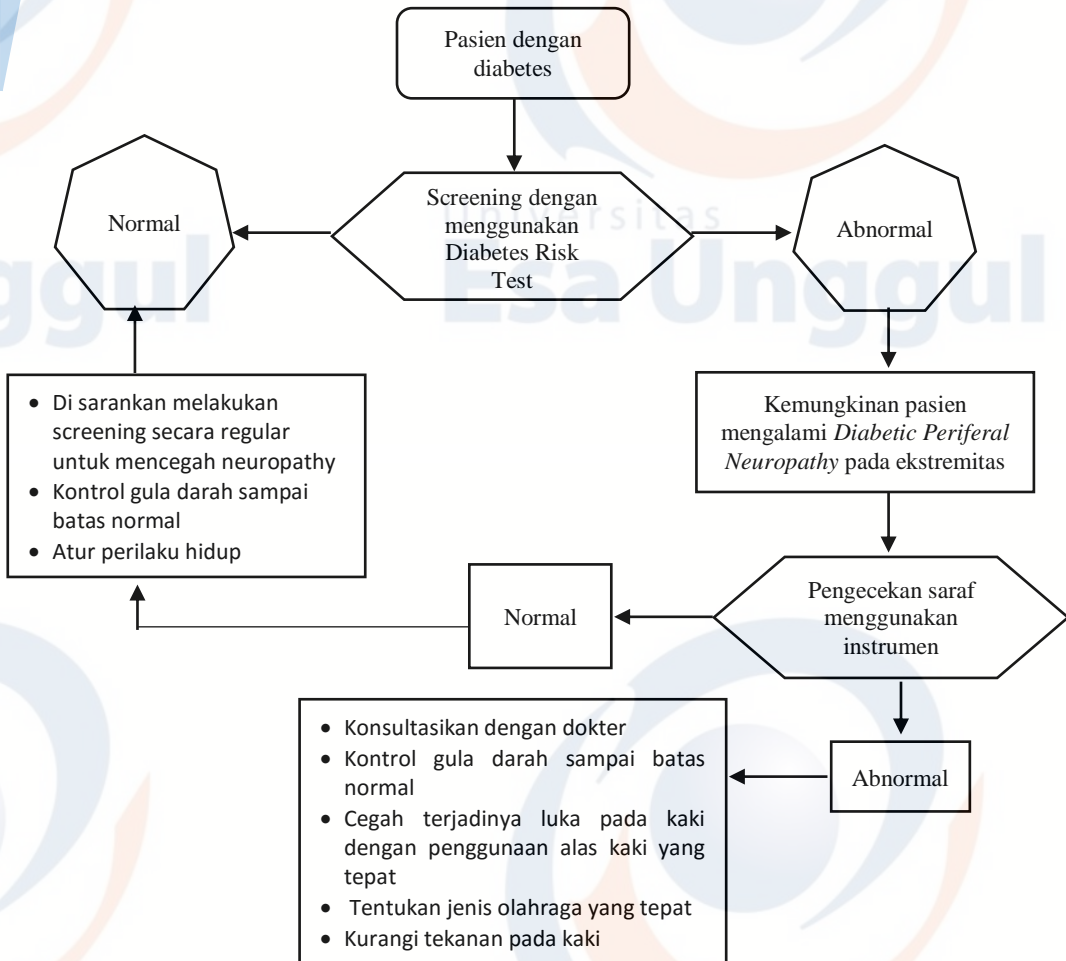 Pasien dengan
diabetes
Screening dengan
menggunakan
Diabetes Risk
Test
Normal
Abnormal
Universitas
Esa Unggul
ggul
• Di sarankan melakukan
screening secara regular
untuk mencegah neuropathy
• Kontrol gula darah sampai
batas normal
• Atur perilaku hidup
Kemungkinan pasien
mengalami Diabetic Periferal
Neuropathy pada ekstremitas
Pengecekan saraf
menggunakan
instrumen
Normal
Abnormal
• Konsultasikan dengan dokter
• Kontrol gula darah sampai batas
normal
• Cegah terjadinya luka pada kaki
dengan penggunaan alas kaki yang
tepat
• Tentukan jenis olahraga yang tepat
• Kurangi tekanan pada kaki